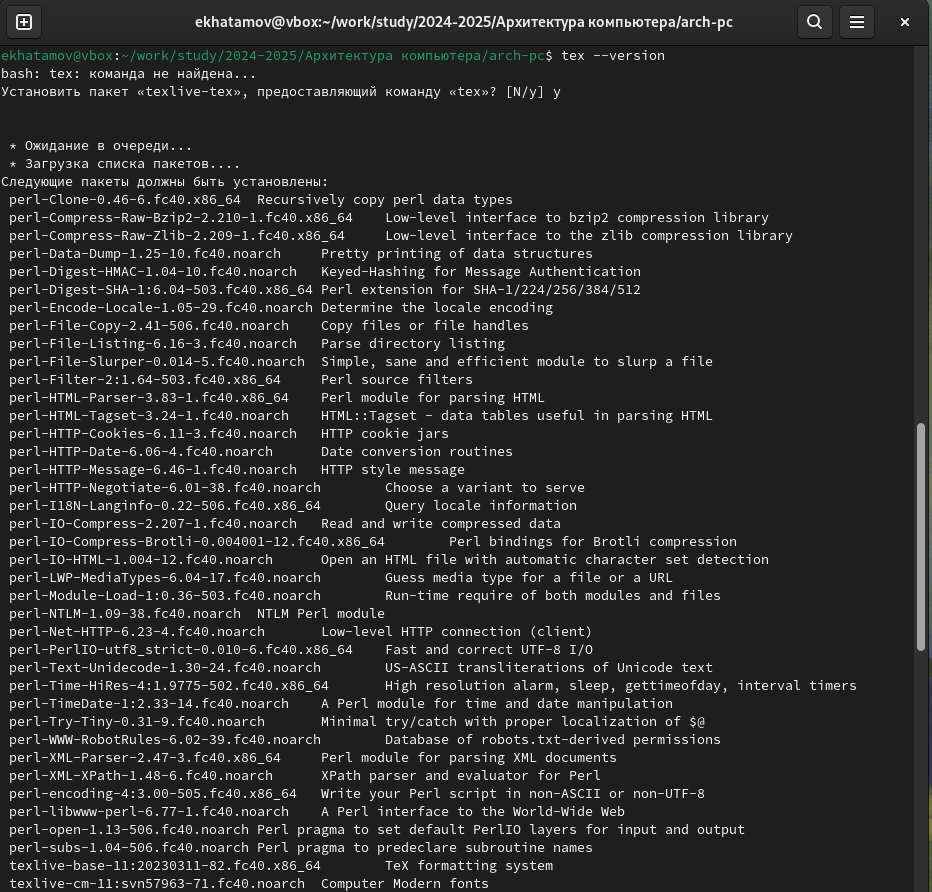 ekhatamov@vbox:~/work/study/2024-2025/Архитектура компьютера/arch-pc
ekhatamov@vbox:~/work/study/2024-2025/Архитектура компьютера/arch-pc$ tex --version
bash: tex: команда не найдена...
Установить пакет «texlive-tex», предоставляющий команду «tex»? [N/y] y
* Ожидание в очереди...
* Загрузка списка пакетов....
Следующие пакеты должны быть установлены:
perl-Clone-0.46-6.fc40.x86_64 Recursively copy perl data types
perl-Compress-Raw-Bzip2-2.210-1.fc40.x86_64 Low-level interface to bzip2 compression library
perl-Compress-Raw-Zlib-2.209-1.fc40.x86_64 Low-level interface to the zlib compression library
perl-Data-Dump-1.25-10.fc40.noarch Pretty printing of data structures
perl-Digest-HMAC-1.04-10.fc40.noarch Keyed-Hashing for Message Authentication
perl-Digest-SHA-1:6.04-503.fc40.x86_64 Perl extension for SHA-1/224/256/384/512
perl-Encode-Locale-1.05-29.fc40.noarch Determine the locale encoding
perl-File-Copy-2.41-506.fc40.noarch Copy files or file handles
perl-File-Listing-6.16-3.fc40.noarch Parse directory listing
perl-File-Slurper-0.014-5.fc40.noarch Simple, sane and efficient module to slurp a file
perl-Filter-2:1.64-503.fc40.x86_64 Perl source filters
perl-HTML-Parser-3.83-1.fc40.x86_64 Perl module for parsing HTML
perl-HTML-Tagset-3.24-1.fc40.noarch HTML::Tagset - data tables useful in parsing HTML
perl-HTTP-Cookies-6.11-3.fc40.noarch HTTP cookie jars
perl-HTTP-Date-6.06-4.fc40.noarch Date conversion routines
perl-HTTP-Message-6.46-1.fc40.noarch HTTP style message
perl-HTTP-Negotiate-6.01-38.fc40.noarch Choose a variant to serve
perl-I18N-Langinfo-0.22-506.fc40.x86_64 Query locale information
perl-IO-Compress-2.207-1.fc40.noarch Read and write compressed data
perl-IO-Compress-Brotli-0.004001-12.fc40.x86_64 Perl bindings for Brotli compression
perl-IO-HTML-1.004-12.fc40.noarch Open an HTML file with automatic character set detection
perl-LWP-MediaTypes-6.04-17.fc40.noarch Guess media type for a file or a URL
perl-Module-Load-1:0.36-503.fc40.noarch Run-time require of both modules and files
perl-NTLM-1.09-38.fc40.noarch NTLM Perl module
perl-Net-HTTP-6.23-4.fc40.noarch Low-level HTTP connection (client)
perl-PerlIO-utf8_strict-0.010-6.fc40.x86_64 Fast and correct UTF-8 I/O
perl-Text-Unidecode-1.30-24.fc40.noarch US-ASCII transliterations of Unicode text
perl-Time-HiRes-4:1.9775-502.fc40.x86_64 High resolution alarm, sleep, gettimeofday, interval timers
perl-TimeDate-1:2.33-14.fc40.noarch A Perl module for time and date manipulation
perl-Try-Tiny-0.31-9.fc40.noarch Minimal try/catch with proper localization of $@
perl-WWW-RobotRules-6.02-39.fc40.noarch Database of robots.txt-derived permissions
perl-XML-Parser-2.47-3.fc40.x86_64 Perl module for parsing XML documents
perl-XML-XPath-1.48-6.fc40.noarch XPath parser and evaluator for Perl
perl-encoding-4:3.00-505.fc40.x86_64 Write your Perl script in non-ASCII or non-UTF-8
perl-libwww-perl-6.77-1.fc40.noarch A Perl interface to the World-Wide Web
perl-open-1.13-506.fc40.noarch Perl pragma to set default PerlIO layers for input and output
perl-subs-1.04-506.fc40.noarch Perl pragma to predeclare subroutine names
texlive-base-11:20230311-82.fc40.x86_64 TeX formatting system
texlive-cm-11:svn57963-71.fc40.noarch Computer Modern fonts